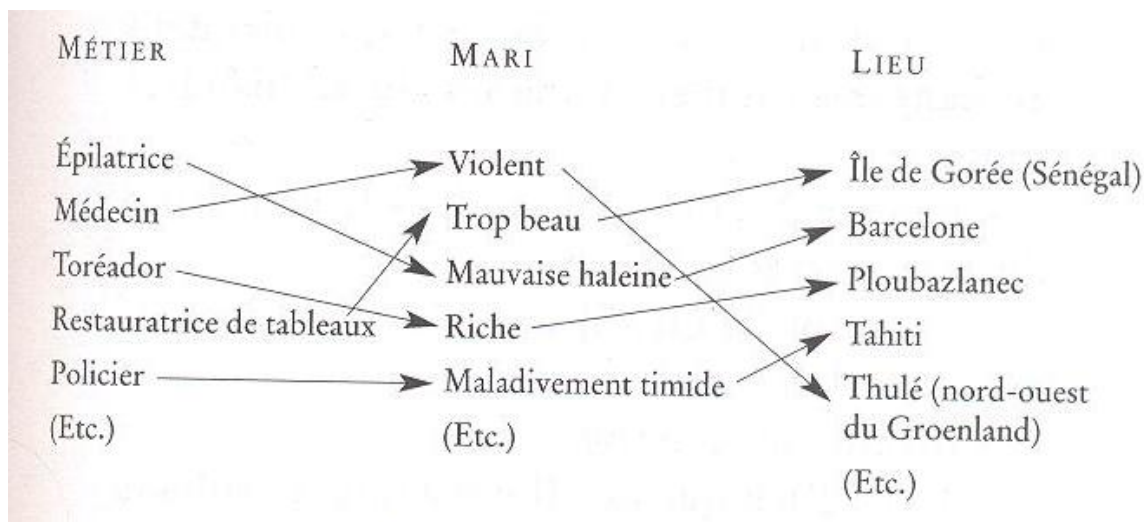 MÉTIER
MARI
LIEU
Épilatrice
Médecin
Toréador
Restauratrice de tableaux
Policier
(Etc.)
Violent
Trop beau
Mauvaise haleine
Riche
Maladivement timide
(Etc.)
Île de Gorée (Sénégal)
Barcelone
Ploubazlanec
Tahiti
Thulé (nord-ouest
du Groenland)
(Etc.)